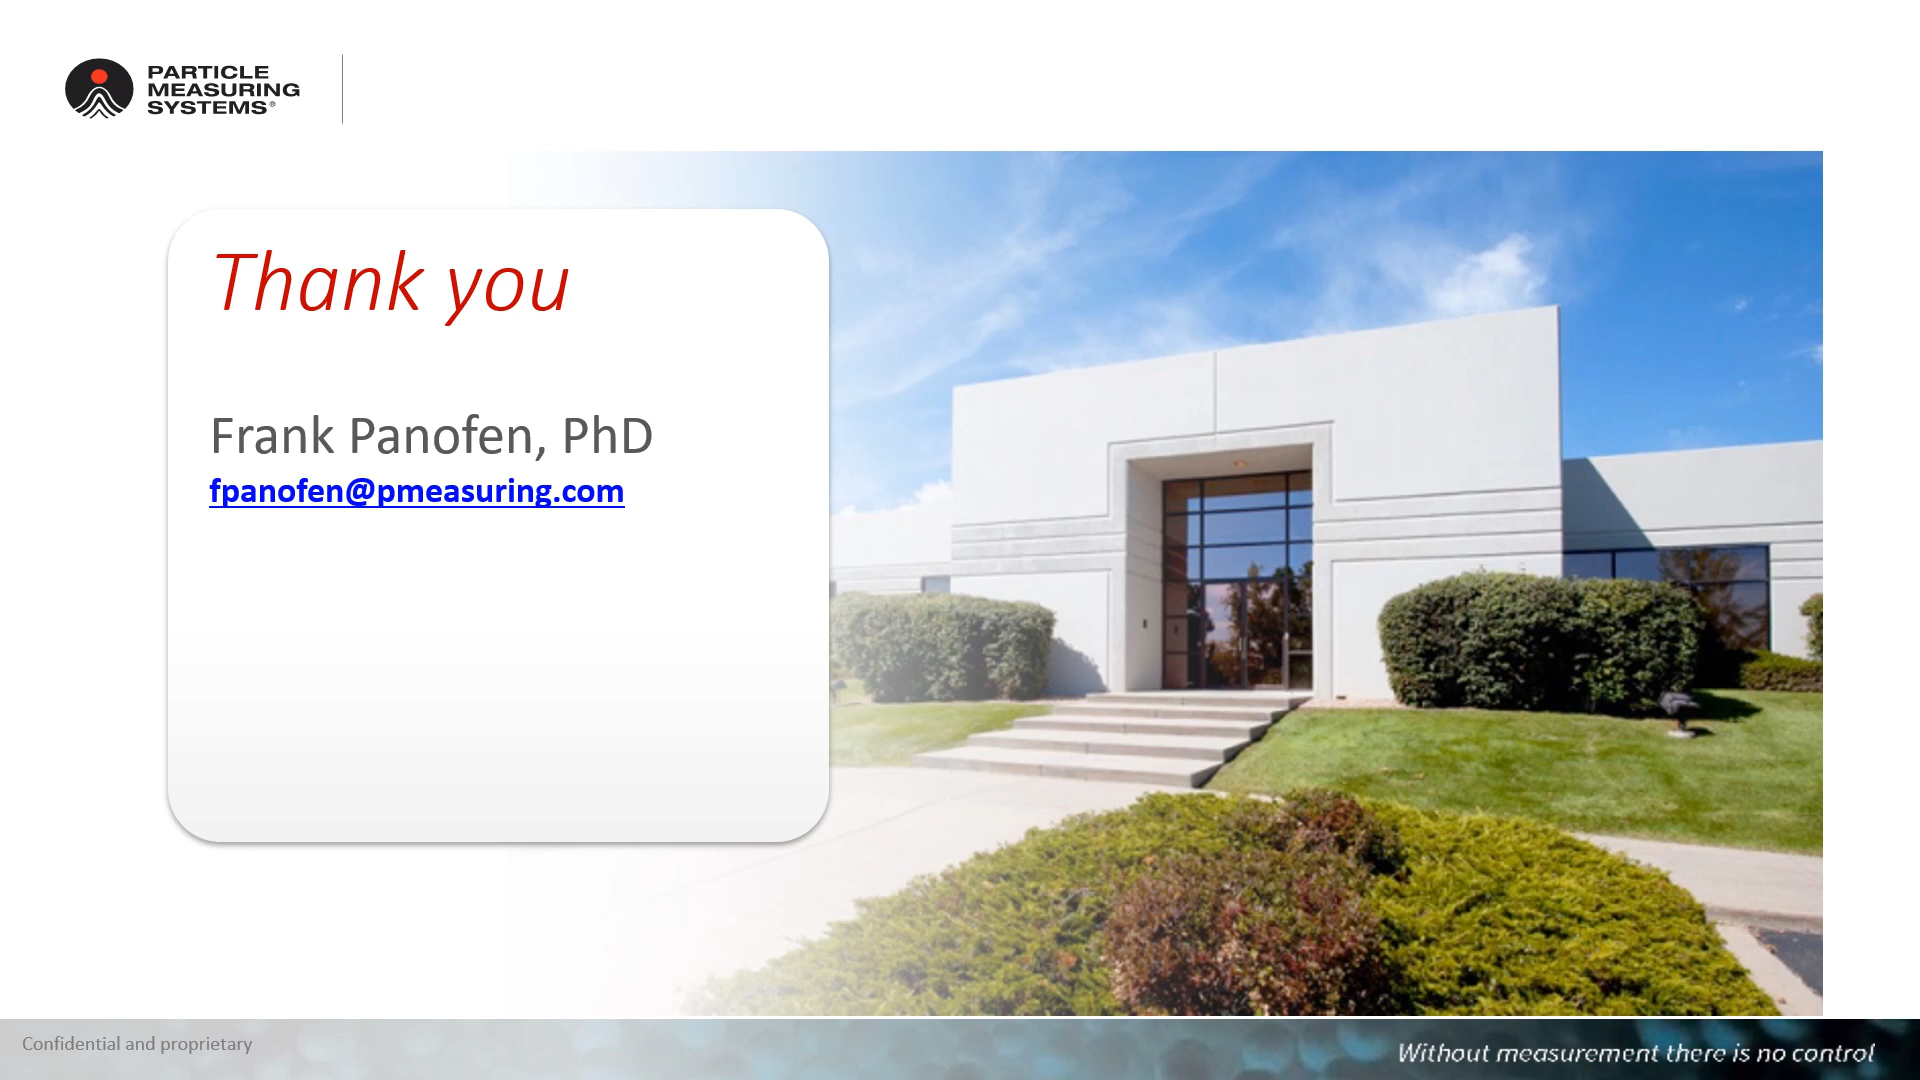 PARTICLE
MEASURING
SYSTEMS®
Thank you
Frank Panofen, PhD
fpanofen@pmeasuring.com
Confidential and proprietary
Without measurement there is no control